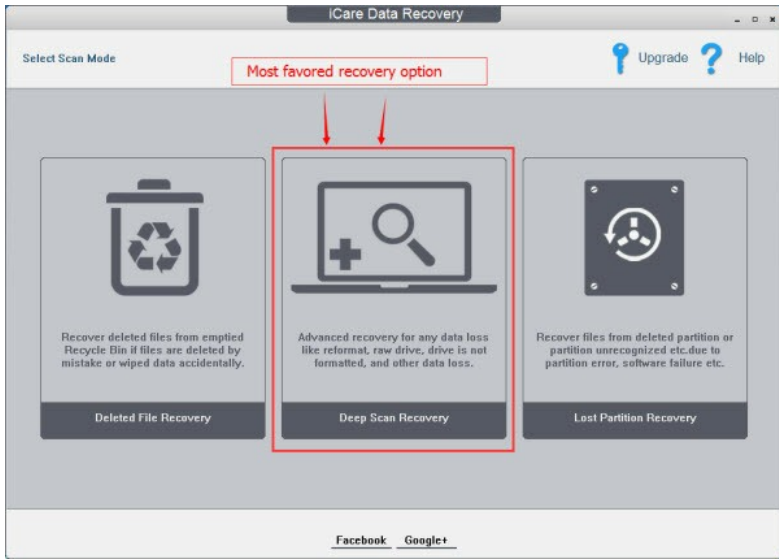 iCare Data Recovery
Select Scan Mode
Upgrade
Help
Most favored recovery option
Recover deleted files from emptied
Recycle Bin if files are deleted by
mistake or wiped data accidentally.
Deleted File Recovery
Advanced recovery for any data loss
like reformat, raw drive, drive is not
formatted, and other data loss.
Deep Scan Recovery
Recover files from deleted partition or
partition unrecognized etc.due to
partition error, software failure etc.
Lost Partition Recovery
Facebook Google+